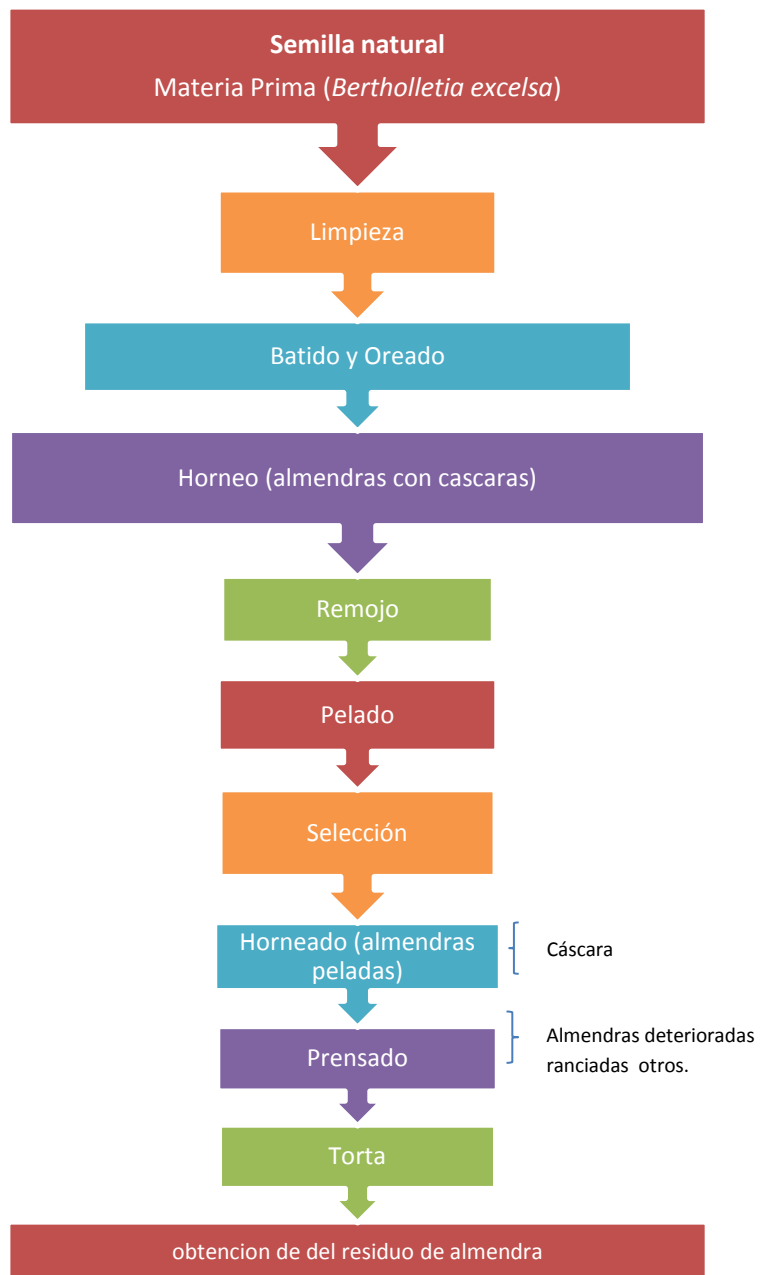 Semilla natural
Materia Prima (Bertholletia excelsa)
Limpieza
Batido y Oreado
Horneo (almendras con cascaras)
Remojo
Pelado
Selección
Horneado (almendras
peladas)
Cáscara
Prensado
Almendras deterioradas
ranciadas otros.
Torta
obtencion de del residuo de almendra